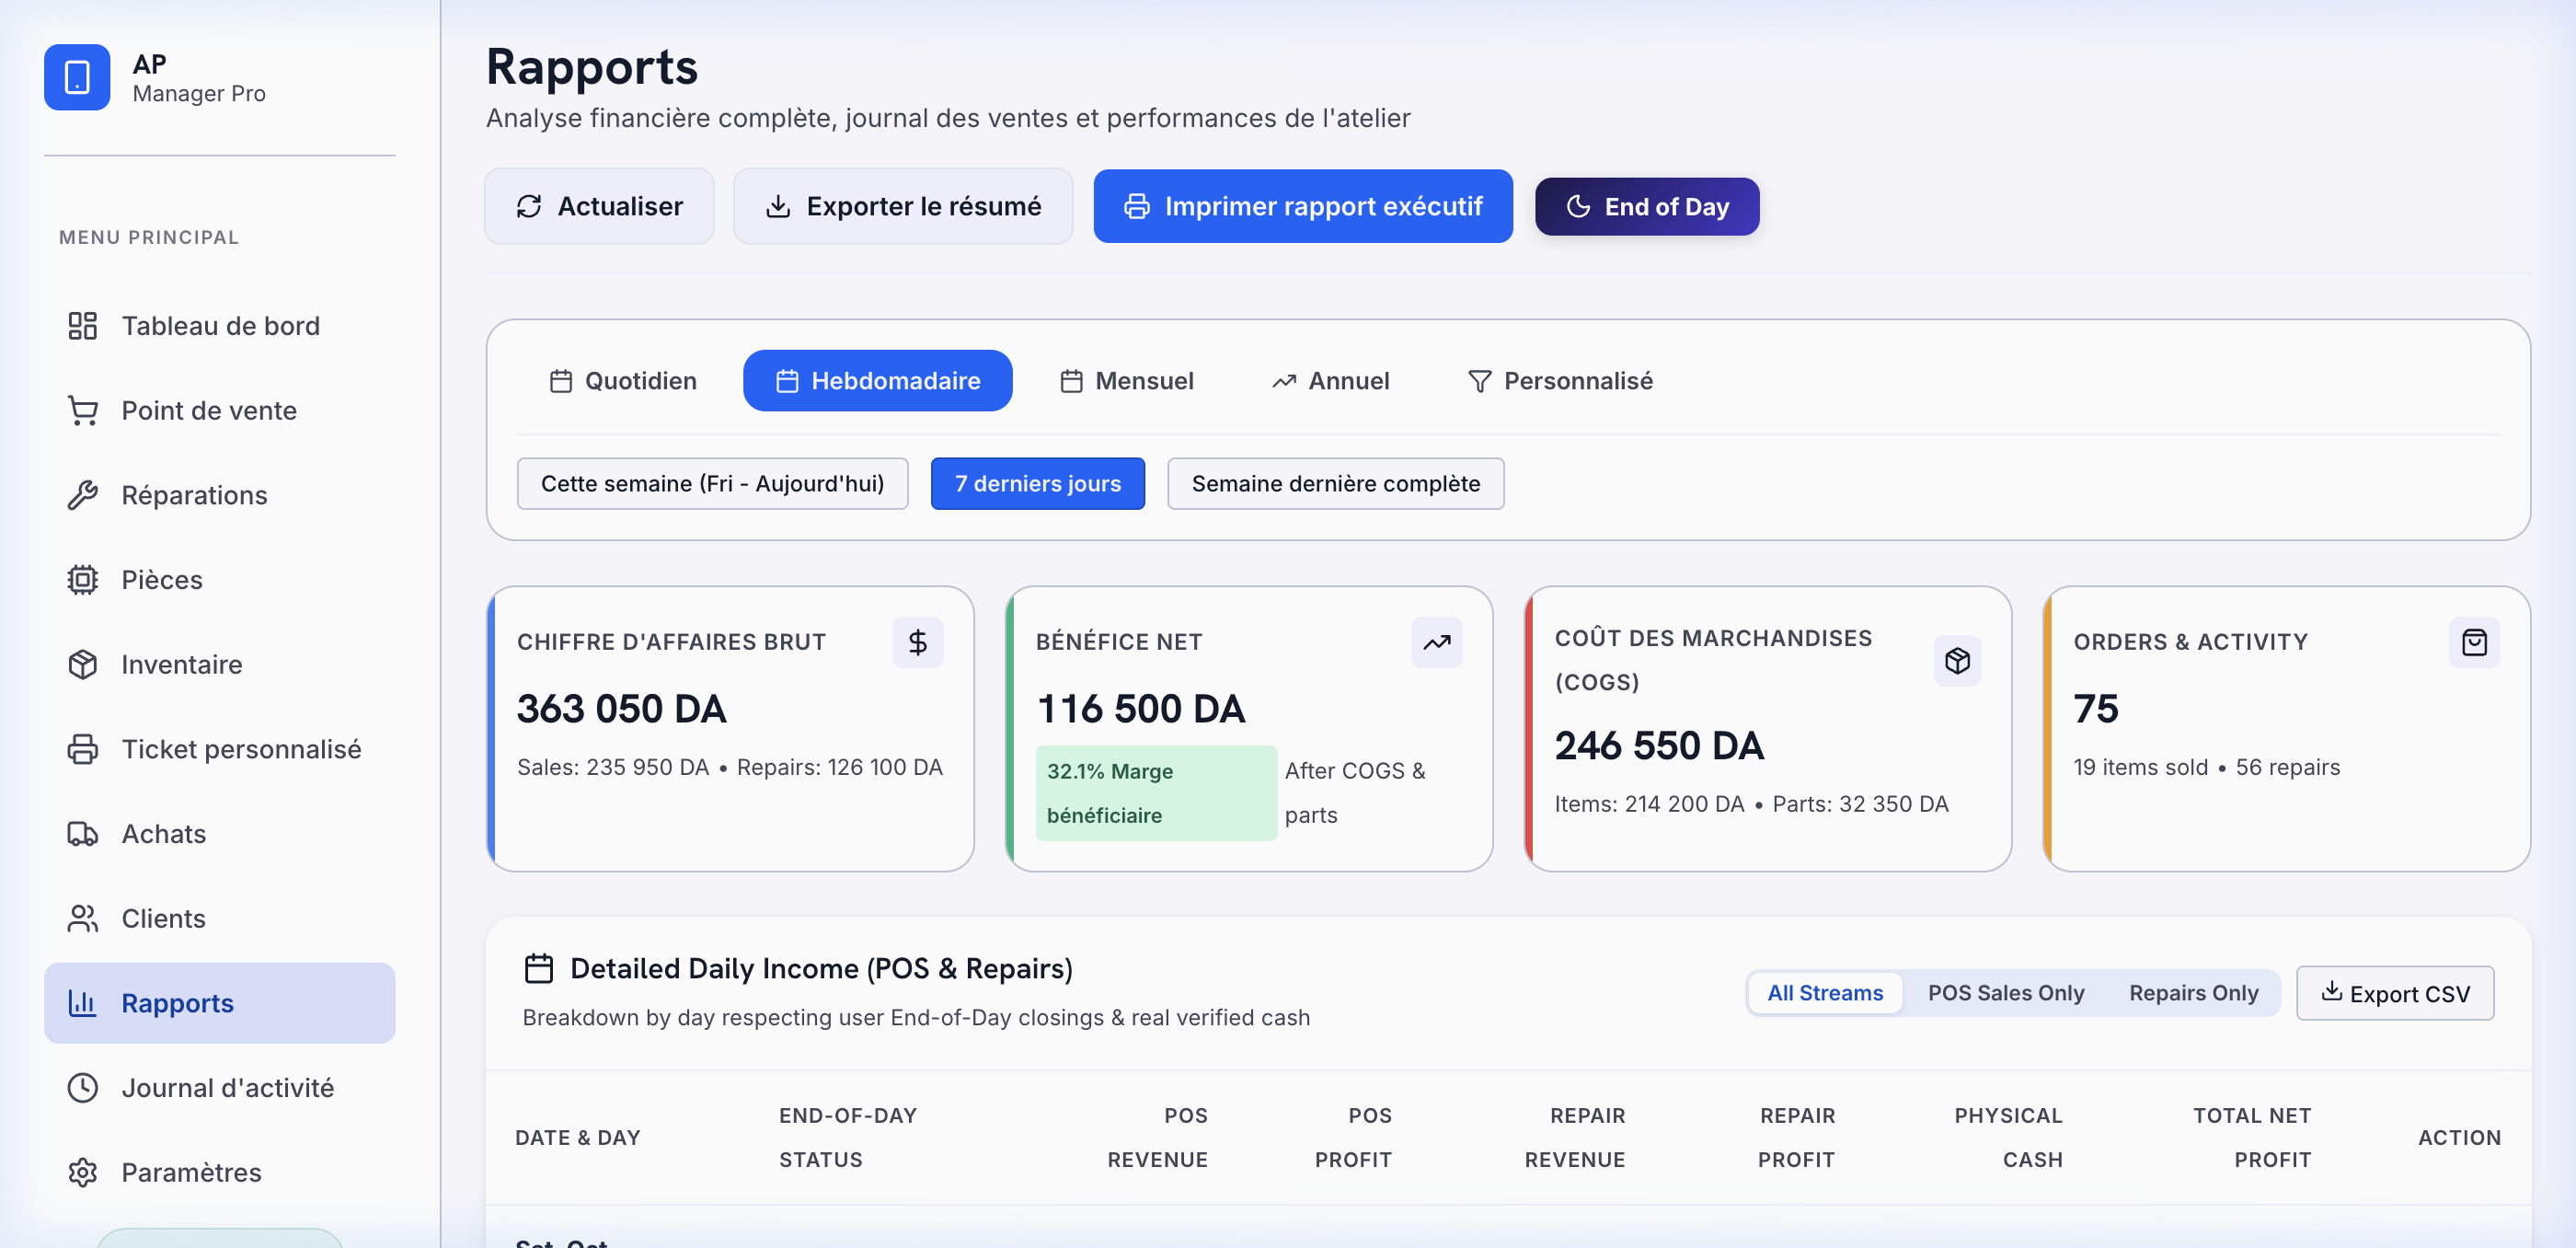 AP
Manager Pro
MENU PRINCIPAL
Tableau de bord
Point de vente
Réparations
Pièces
Inventaire
Ticket personnalisé
Achats
Clients
Rapports
Journal d'activité
Paramètres
Rapports
Analyse financière complète, journal des ventes et performances de l'atelier
Actualiser
Exporter le résumé
Imprimer rapport exécutif
End of Day
Quotidien
Hebdomadaire
Mensuel
Annuel
Personnalisé
Cette semaine (Fri - Aujourd'hui)
7 derniers jours
Semaine dernière complète
CHIFFRE D'AFFAIRES BRUT
363 050 DA
Sales: 235 950 DA • Repairs: 126 100 DA
BÉNÉFICE NET
116 500 DA
32.1% Marge
bénéficiaire
After COGS &
parts
COÛT DES MARCHANDISES
(COGS)
246 550 DA
Items: 214 200 DA • Parts: 32 350 DA
ORDERS & ACTIVITY
75
19 items sold • 56 repairs
Detailed Daily Income (POS & Repairs)
Breakdown by day respecting user End-of-Day closings & real verified cash
All Streams
POS Sales Only
Repairs Only
Export CSV
DATE & DAY
END-OF-DAY
STATUS
POS
REVENUE
POS
PROFIT
REPAIR
REVENUE
REPAIR
PROFIT
PHYSICAL
CASH
TOTAL NET
PROFIT
ACTION